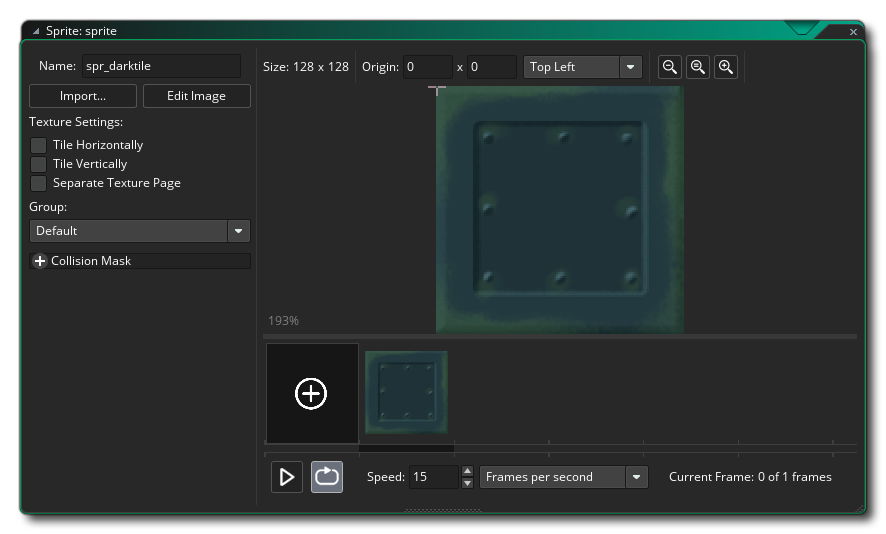 Sprite: sprite
Name: spr_darktile
Import... Edit Image
Texture Settings:
Tile Horizontally
Tile Vertically
Separate Texture Page
Group:
Default
Collision Mask
Size: 128 x 128 Origin: 0 x 0 Top Left
193%
Speed: 15 Frames per second Current Frame: 0 of 1 frames